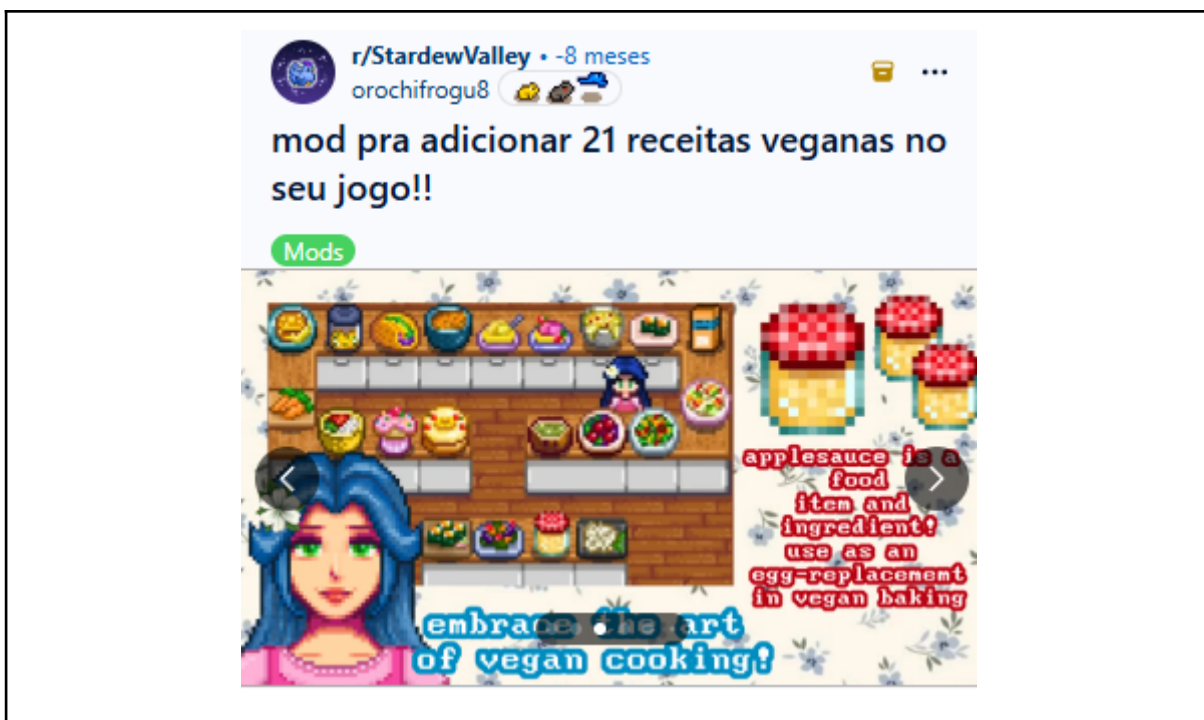 r/StardewValley • -8 meses
orochifrogu8
mod pra adicionar 21 receitas veganas no
seu jogo!!
Mods
applesauce is a
food
item and
ingredient!
use as an
egg-replacement
in vegan baking
embrace the art
of vegan cooking!